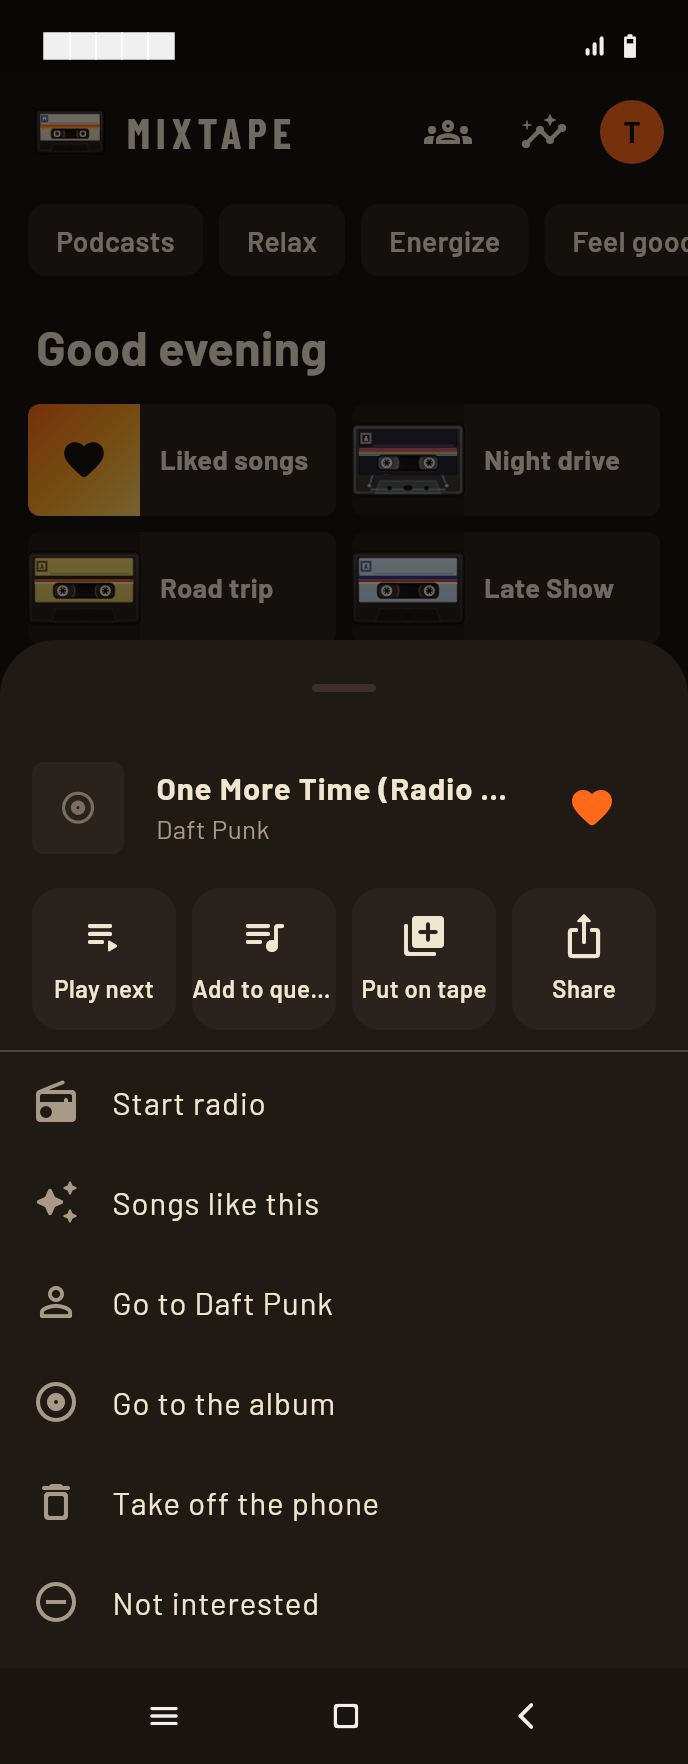 MIXTAPE
T
Podcasts
Relax
Energize
Feel good
Good evening
Liked songs
Night drive
Road trip
Late Show
One More Time (Radio ...
Daft Punk
Play next
Add to que...
Put on tape
Share
Start radio
Songs like this
Go to Daft Punk
Go to the album
Take off the phone
Not interested